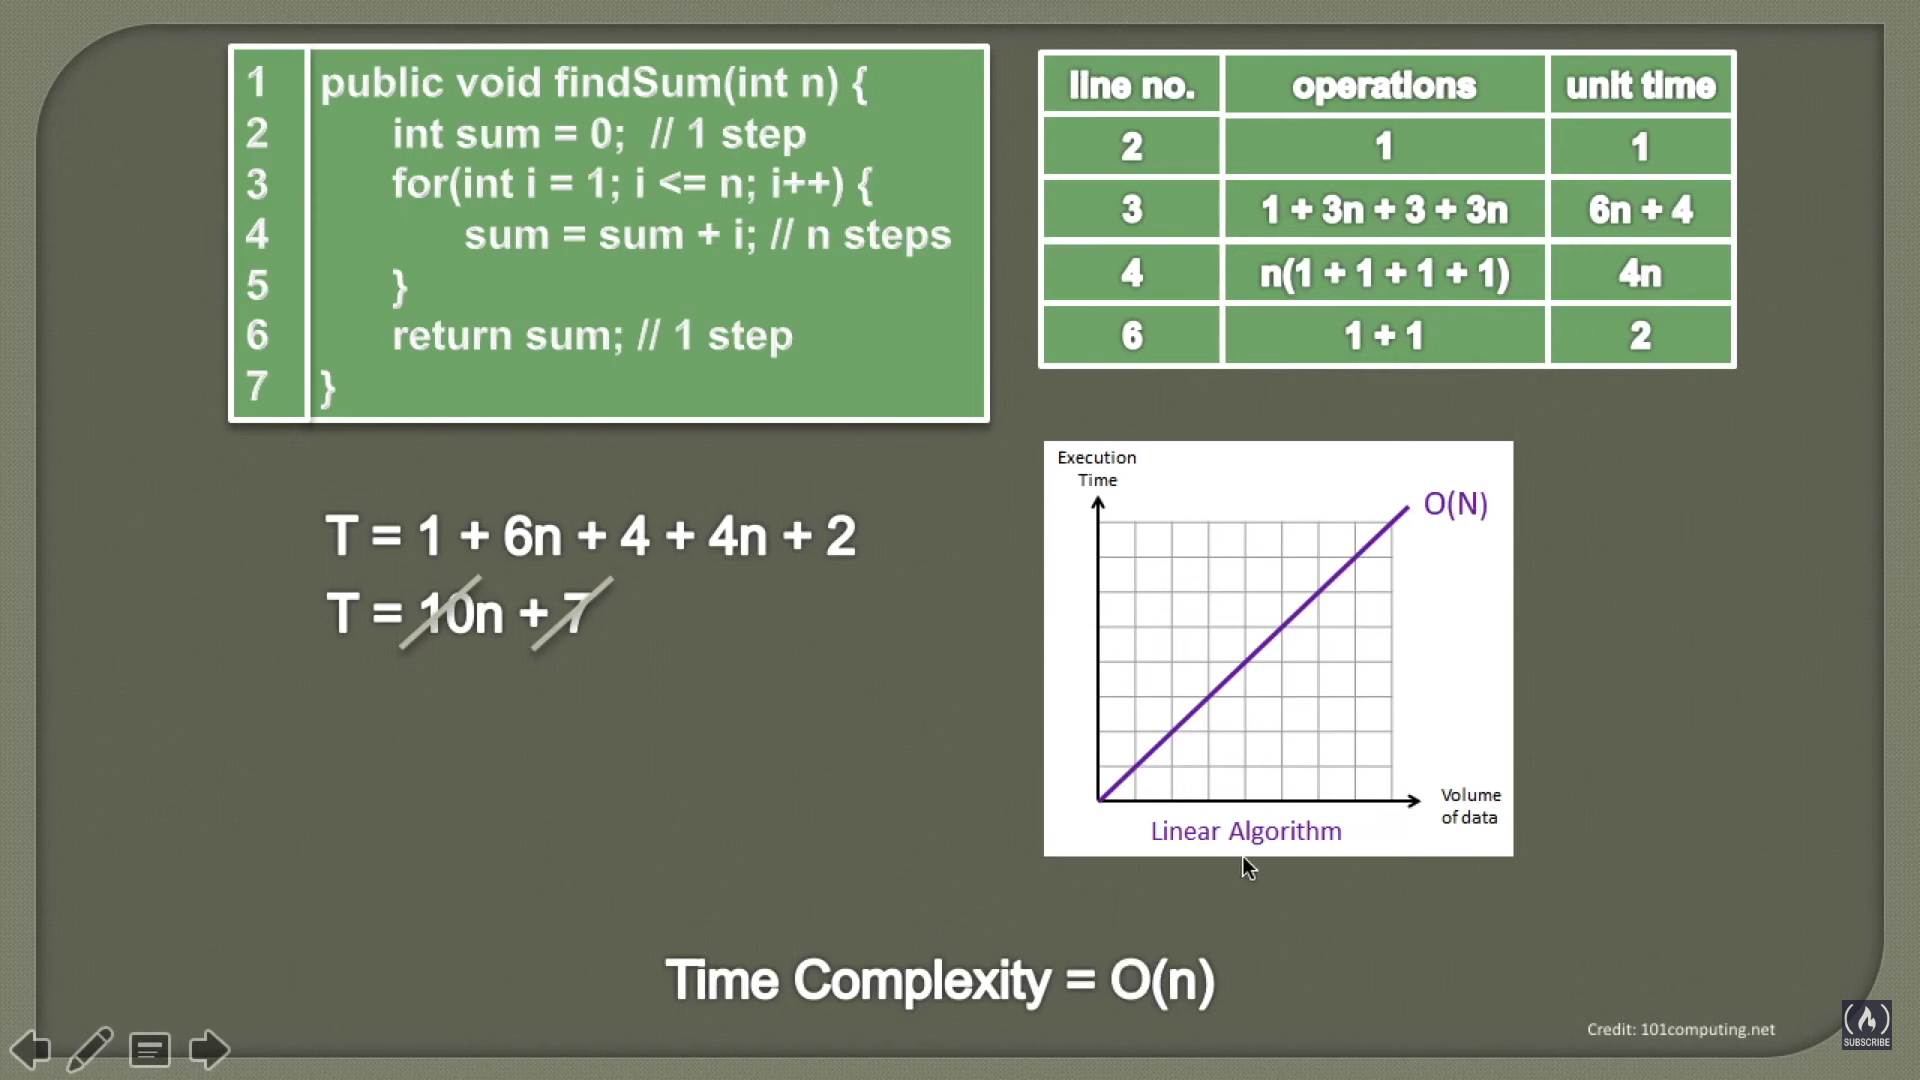 1 public void findSum(int n) {
2 int sum = 0; // 1 step
3 for(int i = 1; i <= n; i++) {
4 sum = sum + i; // n steps
5 }
6 return sum; // 1 step
7 }
line no. operations unit time
2 1 1
3 1 + 3n + 3 + 3n 6n + 4
4 n(1 + 1 + 1 + 1) 4n
6 1 + 1 2
T = 1 + 6n + 4 + 4n + 2
T = 10n + 7
Execution
Time
O(N)
Volume
of data
Linear Algorithm
Time Complexity = O(n)
Credit: 101computing.net
SUBSCRIBE